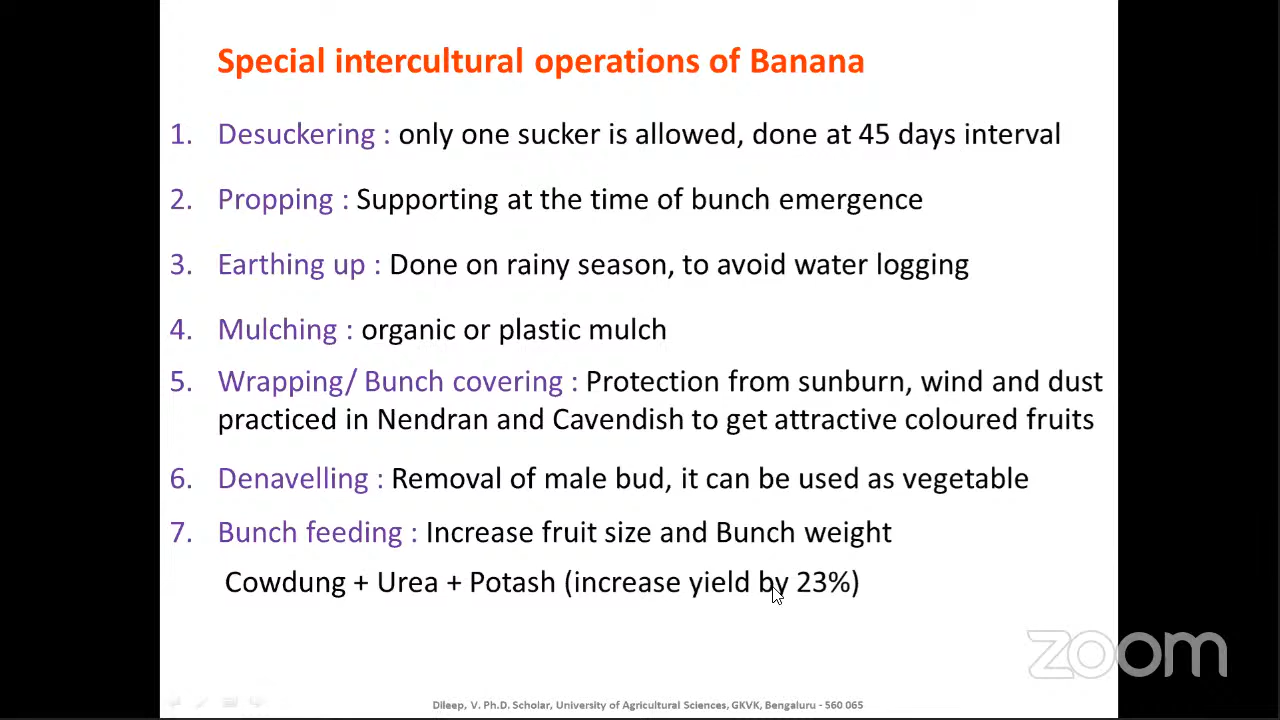 Special intercultural operations of Banana
1. Desuckering : only one sucker is allowed, done at 45 days interval
2. Propping : Supporting at the time of bunch emergence
3. Earthing up : Done on rainy season, to avoid water logging
4. Mulching : organic or plastic mulch
5. Wrapping/ Bunch covering : Protection from sunburn, wind and dust
practiced in Nendran and Cavendish to get attractive coloured fruits
6. Denavelling : Removal of male bud, it can be used as vegetable
7. Bunch feeding : Increase fruit size and Bunch weight
Cowdung + Urea + Potash (increase yield by 23%)
zoom
Dileep, V. Ph.D. Scholar, University of Agricultural Sciences, GKVK, Bengaluru - 560 065